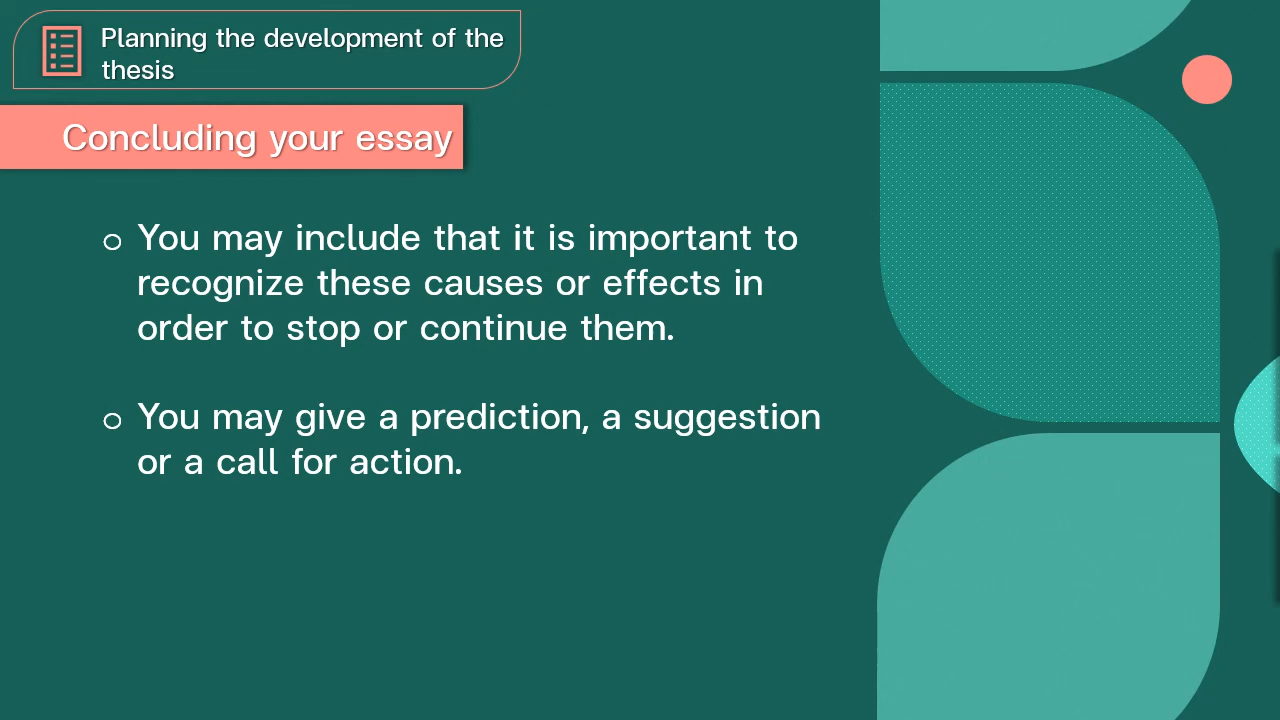 Planning the development of the
thesis
Concluding your essay
o You may include that it is important to
recognize these causes or effects in
order to stop or continue them.
o You may give a prediction, a suggestion
or a call for action.